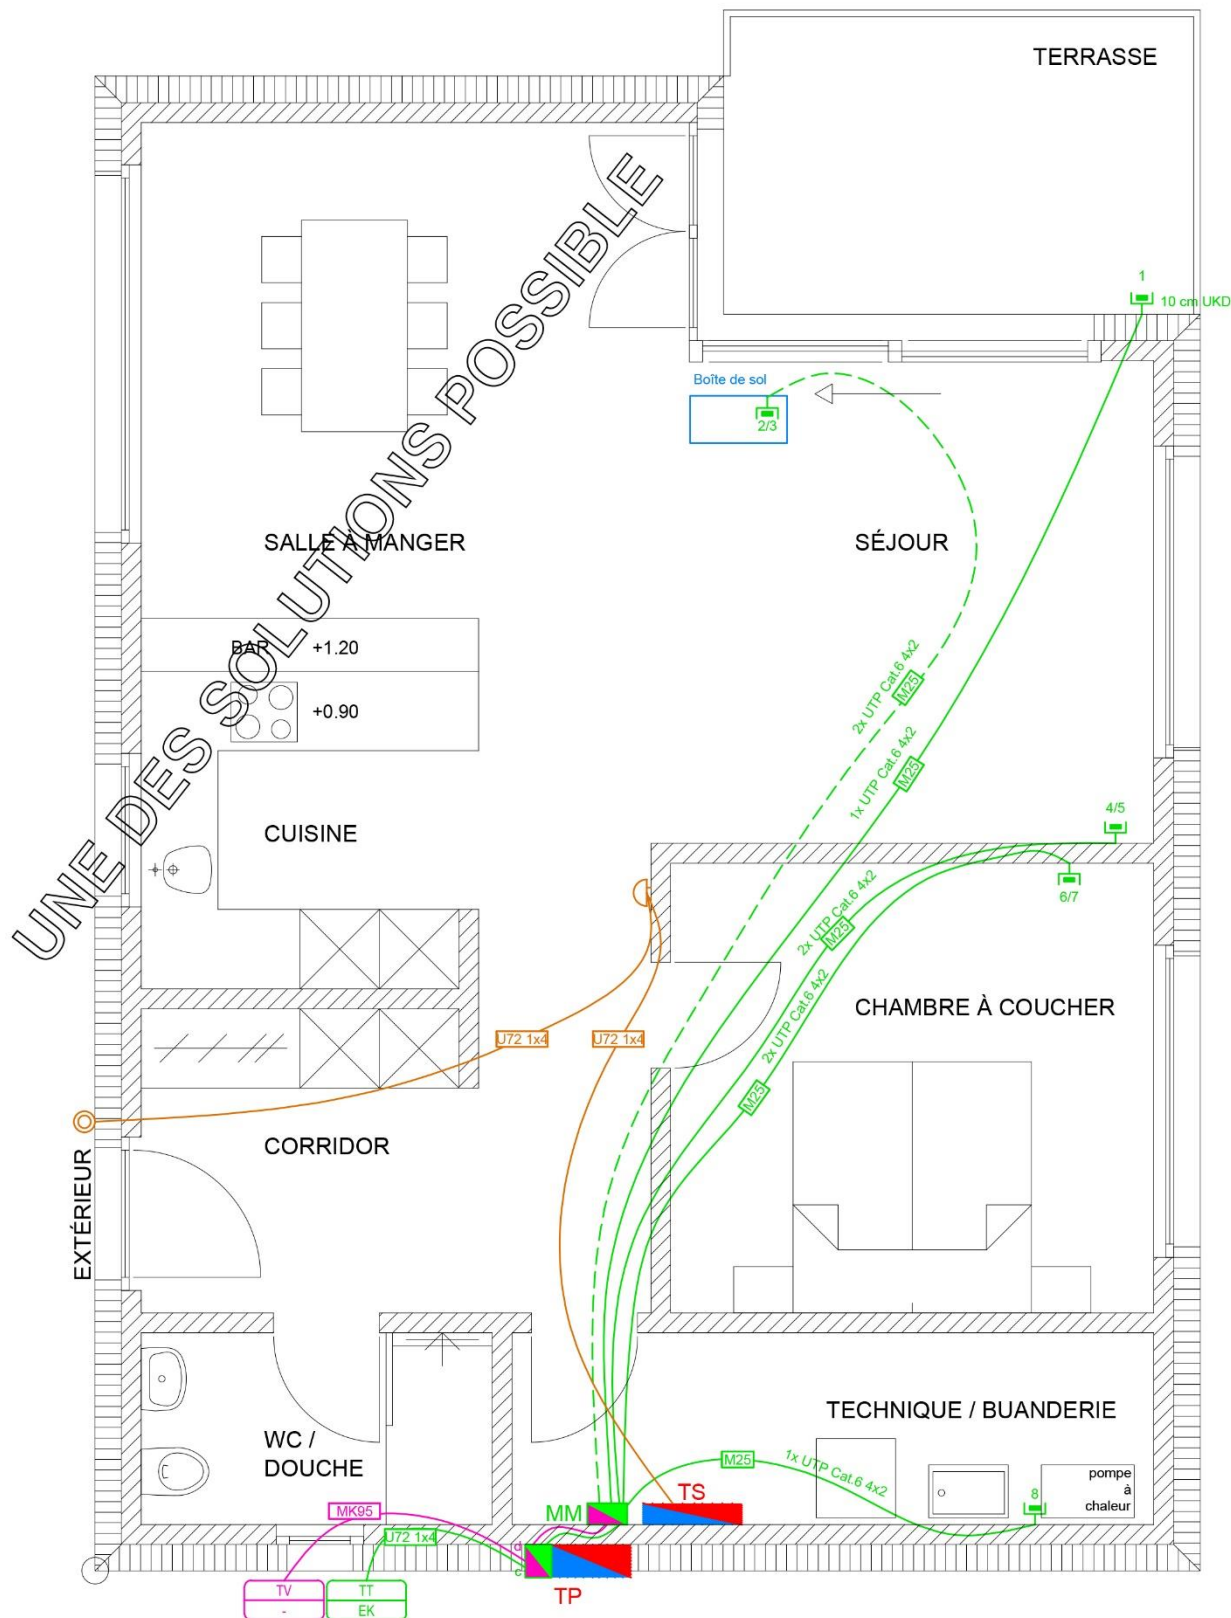 TERRASSE
1
10 cm UKD
Boîte de sol
2/3
UNE DES SOLUTIONS POSSIBLE
SALLE À MANGER
SÉJOUR
BAR
+1.20
+0.90
2x UTP Cat.6 4x2
M25
1x UTP Cat.6 4x2
M25
4/5
CUISINE
6/7
2x UTP Cat.6 4x2
M25
2x UTP Cat.6 4x2
M25
CHAMBRE À COUCHER
U72 1x4
U72 1x4
CORRIDOR
EXTÉRIEUR
TECHNIQUE / BUANDERIE
WC /
DOUCHE
M25
1x UTP Cat.6 4x2
pompe
à
chaleur
8
TS
MM
MK95
U72 1x4
d
c
TP
TV
-
TT
EK